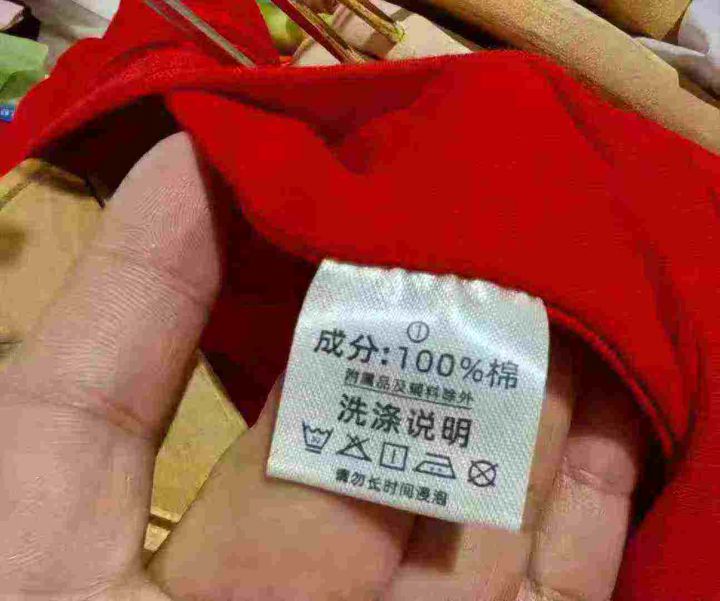 ①
成分:100%棉
附属品及辅料除外
洗涤说明
请勿长时间浸泡